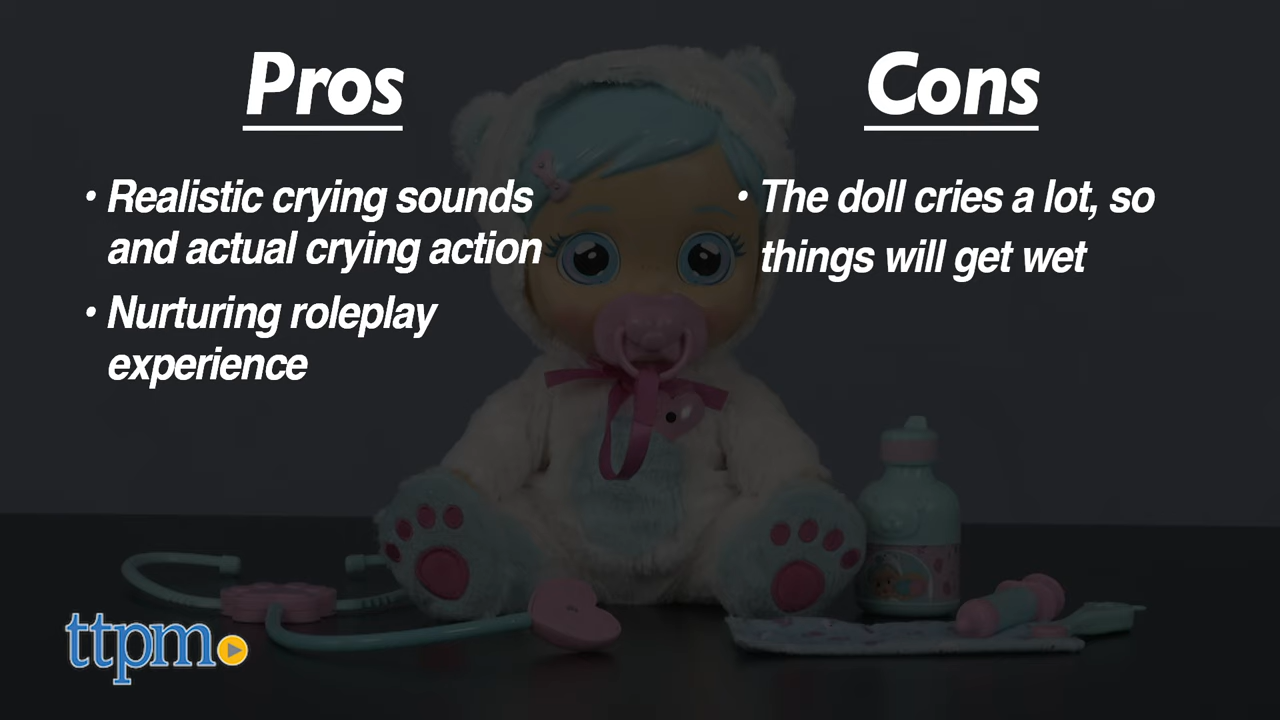 Pros
• Realistic crying sounds
and actual crying action
• Nurturing roleplay
experience
Cons
• The doll cries a lot, so
things will get wet
ttpm